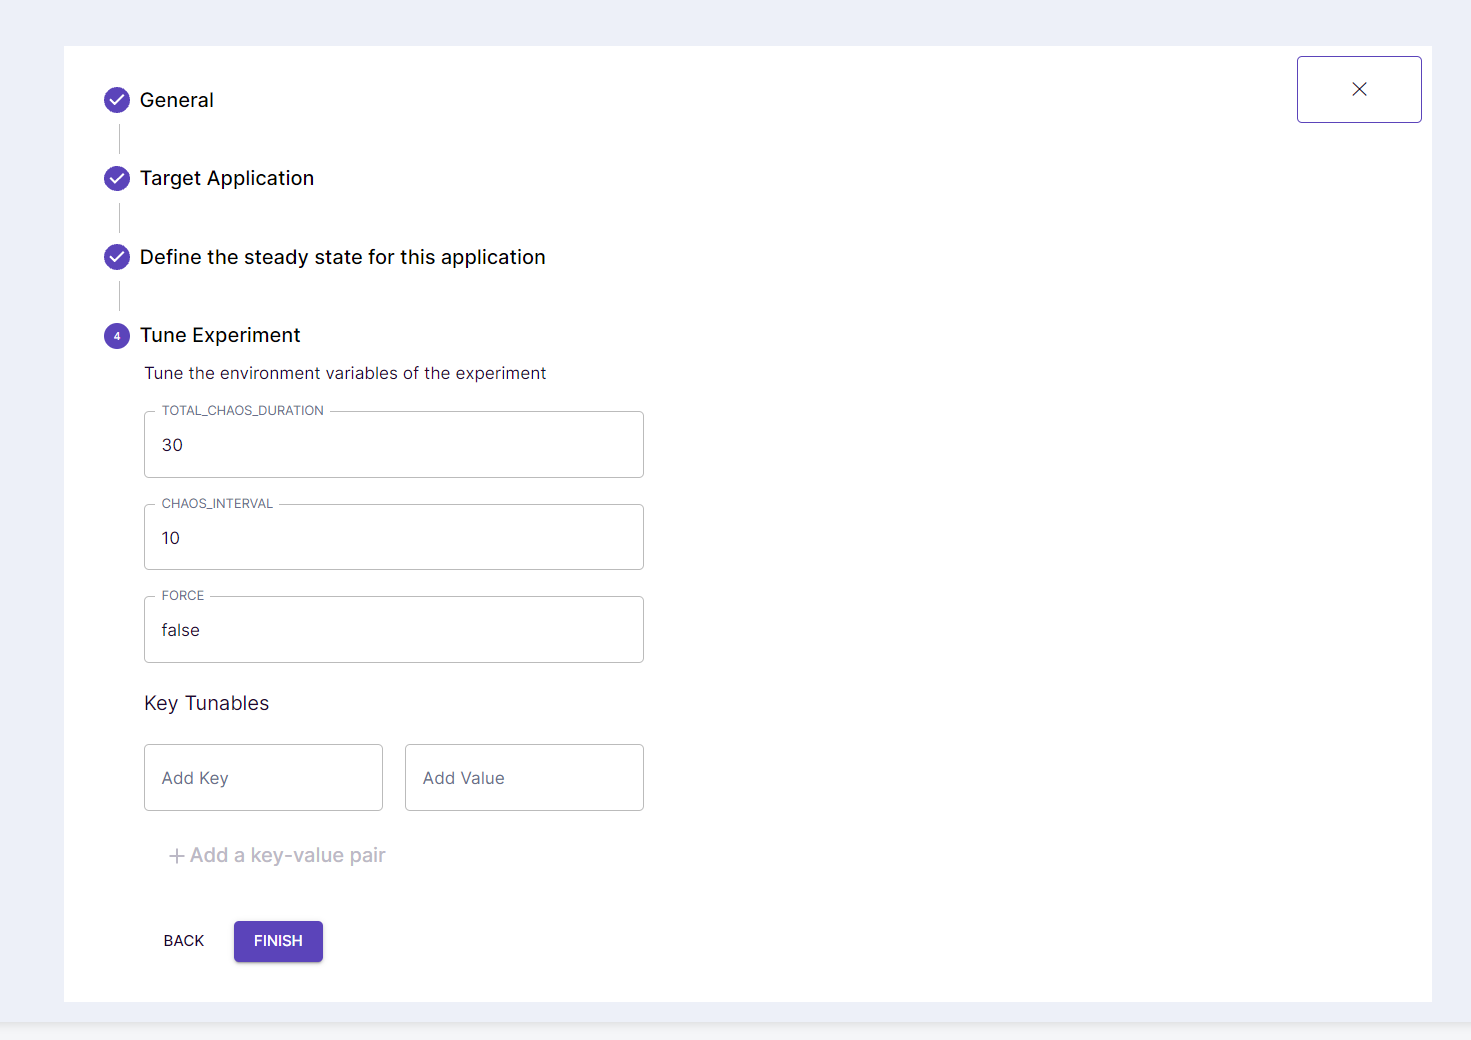 General
Target Application
Define the steady state for this application
4 Tune Experiment
Tune the environment variables of the experiment
TOTAL_CHAOS_DURATION
30
CHAOS_INTERVAL
10
FORCE
false
Key Tunables
Add Key Add Value
+ Add a key-value pair
BACK FINISH